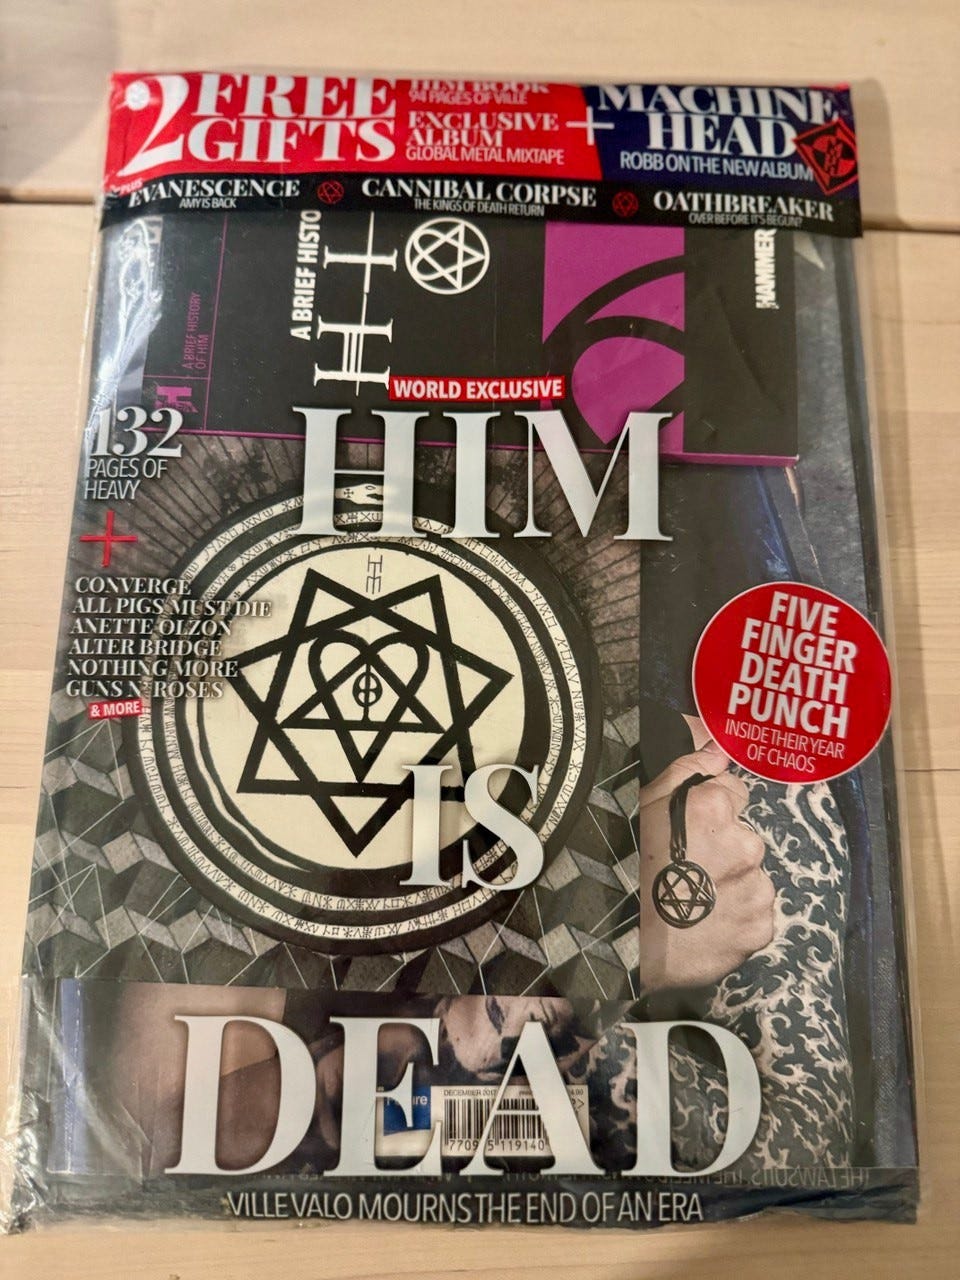 2 FREE GIFTS
HIM BOOK
94 PAGES OF VILLE
EXCLUSIVE
ALBUM
GLOBAL METAL MIXTAPE
+
MACHINE
HEAD
ROBB ON THE NEW ALBUM
PLUS
EVANESCENCE
AMY IS BACK
CANNIBAL CORPSE
THE KINGS OF DEATH RETURN
OATHBREAKER
OVER BEFORE IT'S BEGUN?
A BRIEF HISTO
A BRIEF HISTORY
OF HIM
HAMMER
WORLD EXCLUSIVE
HIM
132
PAGES OF
HEAVY
+
CONVERGE
ALL PIGS MUST DIE
ANETTE OLZON
ALTER BRIDGE
NOTHING MORE
GUNS N' ROSES
& MORE
FIVE
FINGER
DEATH
PUNCH
INSIDE THEIR YEAR
OF CHAOS
IS
DEAD
DECEMBER 2017
VILLE VALO MOURNS THE END OF AN ERA